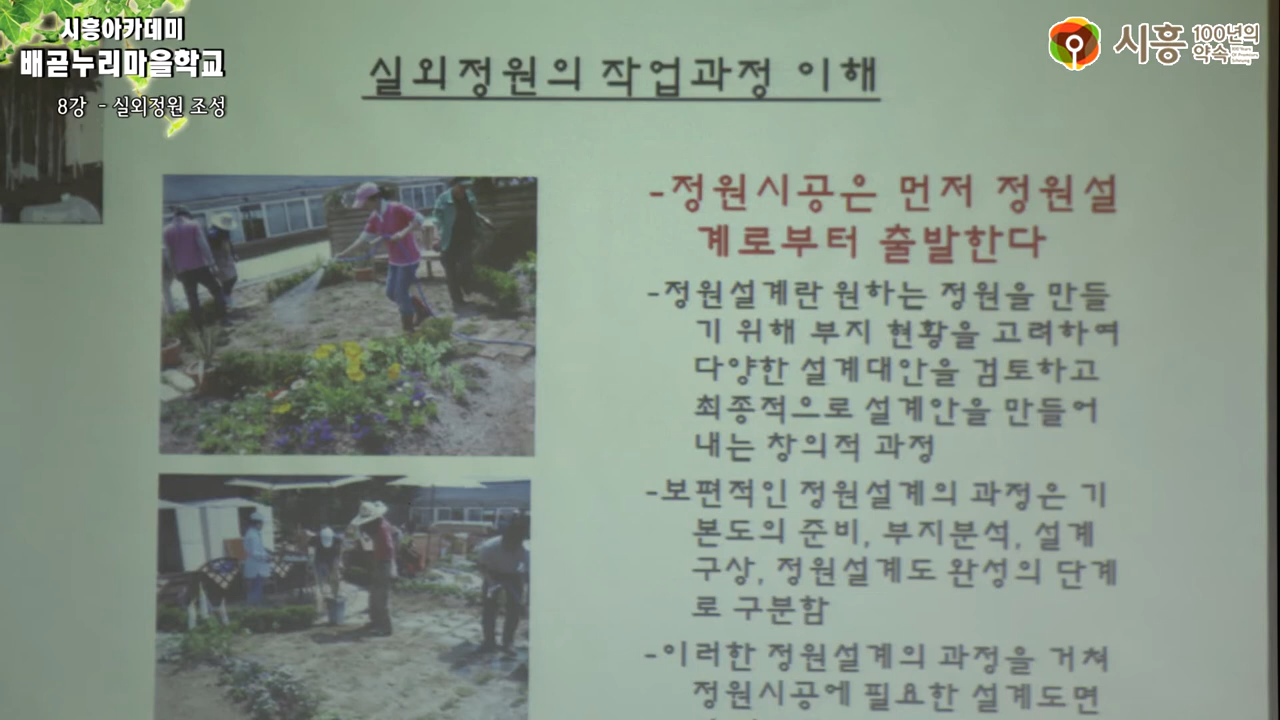 시흥아카데미
배곧누리마을학교
8강 - 실외정원 조성
시흥 100년의
약속
실외정원의 작업과정 이해
-정원시공은 먼저 정원설
계로부터 출발한다
-정원설계란 원하는 정원을 만들
기 위해 부지 현황을 고려하여
다양한 설계대안을 검토하고
최종적으로 설계안을 만들어
내는 창의적 과정
-보편적인 정원설계의 과정은 기
본도의 준비, 부지분석, 설계
구상, 정원설계도 완성의 단계
로 구분함
-이러한 정원설계의 과정을 거쳐
정원시공에 필요한 설계도면